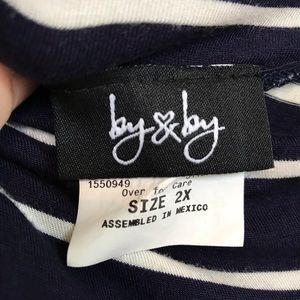 by & by
1550949
Over for Care
SIZE 2X
ASSEMBLED IN MEXICO